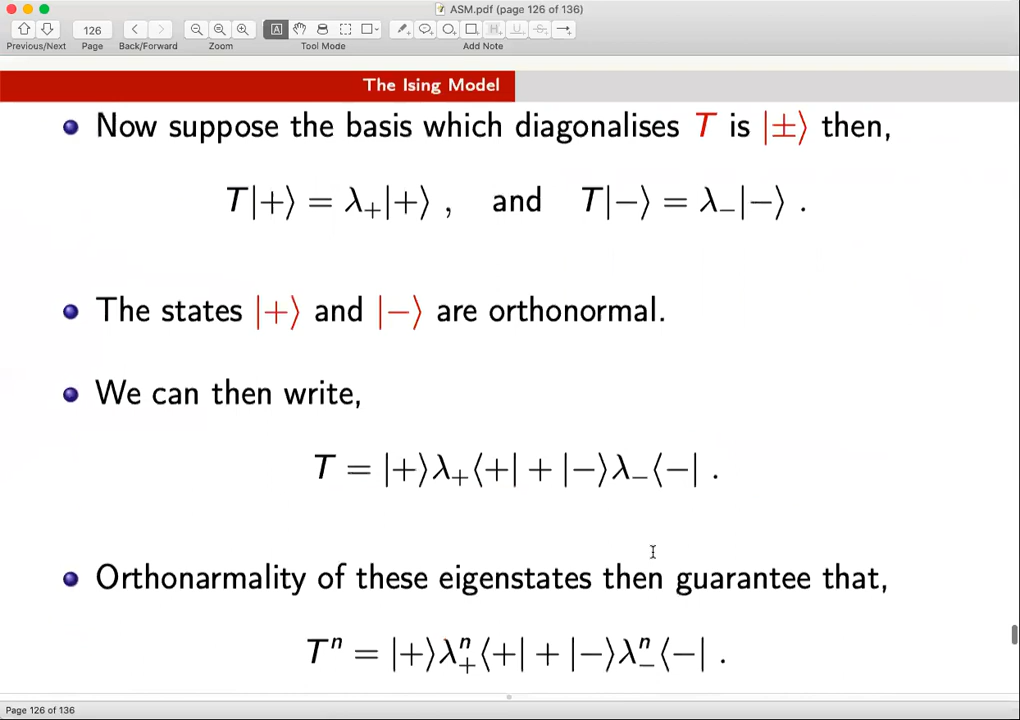 ASM.pdf (page 126 of 136)
126
Previous/Next Page Back/Forward Zoom Tool Mode Add Note
The Ising Model
Now suppose the basis which diagonalises T is |±⟩ then,
T|+⟩ = λ₊|+⟩ , and T|−⟩ = λ₋|−⟩ .
The states |+⟩ and |−⟩ are orthonormal.
We can then write,
T = |+⟩λ₊⟨+| + |−⟩λ₋⟨−| .
Orthonarmality of these eigenstates then guarantee that,
Tⁿ = |+⟩λ₊ⁿ⟨+| + |−⟩λ₋ⁿ⟨−| .
Page 126 of 136